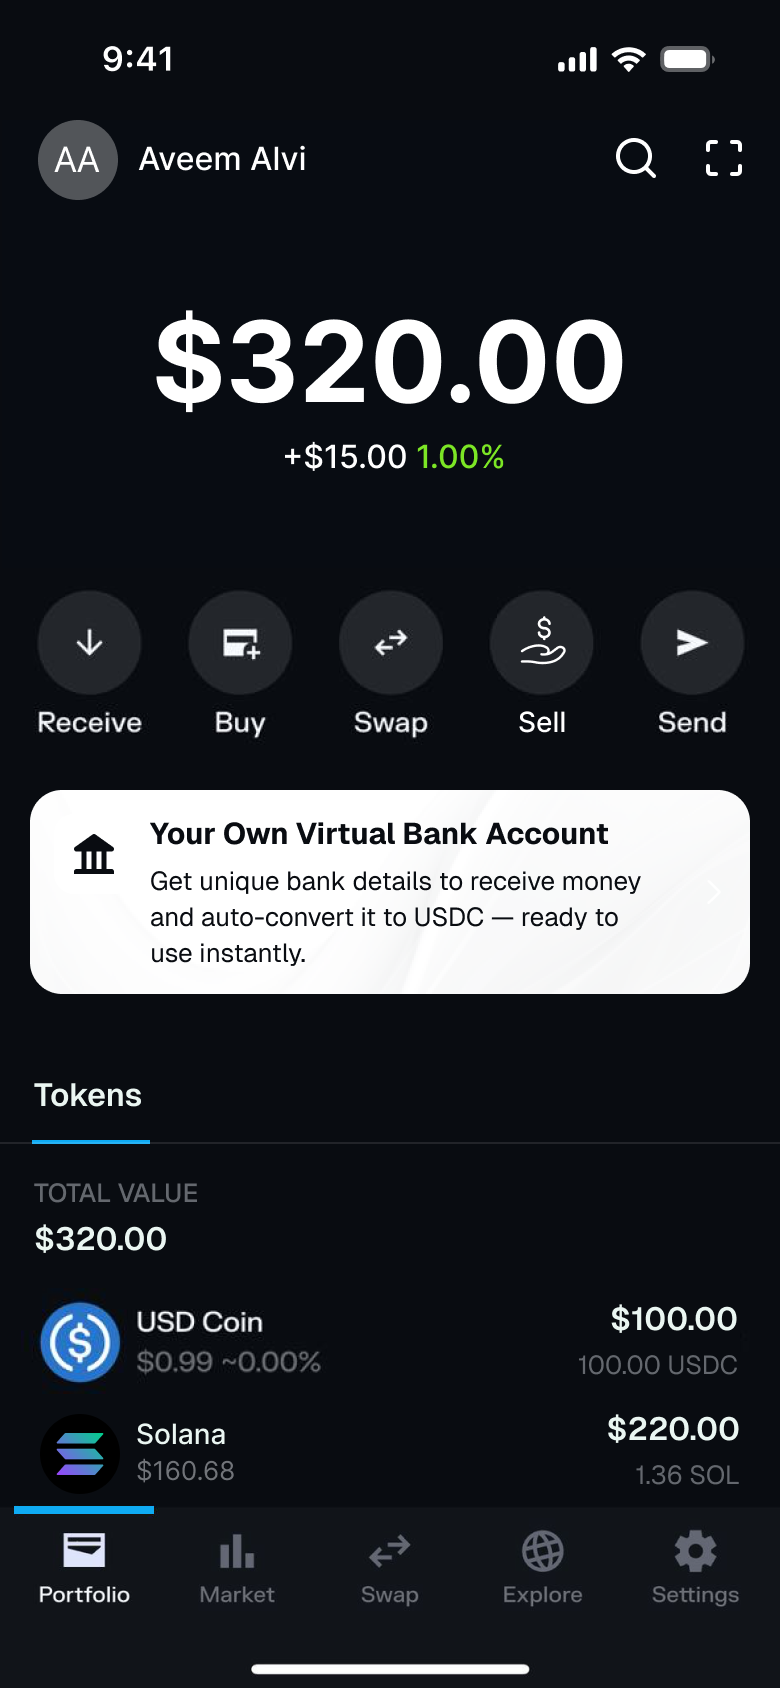 9:41
AA
Aveem Alvi
$320.00
+$15.00 1.00%
Receive
Buy
Swap
Sell
Send
Your Own Virtual Bank Account
Get unique bank details to receive money
and auto-convert it to USDC — ready to
use instantly.
Tokens
TOTAL VALUE
$320.00
USD Coin
$100.00
$0.99 ~0.00%
100.00 USDC
Solana
$220.00
$160.68
1.36 SOL
Portfolio
Market
Swap
Explore
Settings